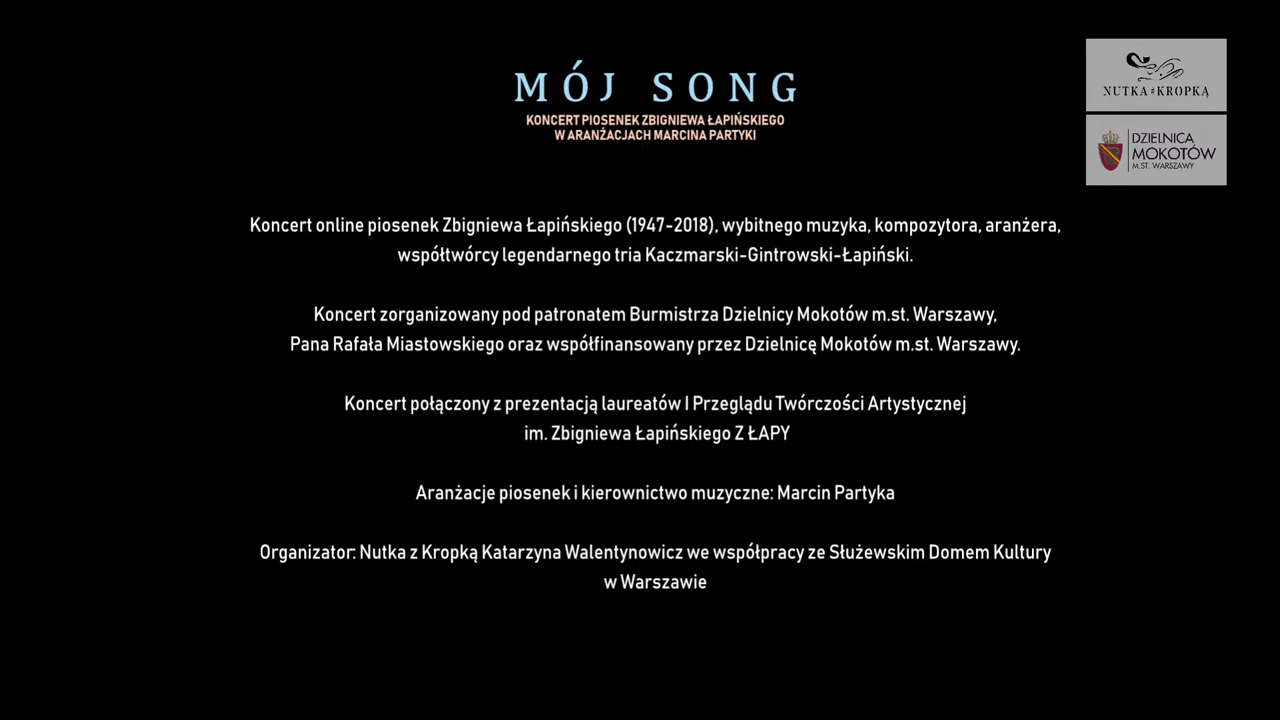 MÓJ SONG
KONCERT PIOSENEK ZBIGNIEWA ŁAPIŃSKIEGO
W ARANŻACJACH MARCINA PARTYKI
NUTKA z KROPKĄ
DZIELNICA
MOKOTÓW
M.ST. WARSZAWY
Koncert online piosenek Zbigniewa Łapińskiego (1947-2018), wybitnego muzyka, kompozytora, aranżera,
współtwórcy legendarnego tria Kaczmarski-Gintrowski-Łapiński.
Koncert zorganizowany pod patronatem Burmistrza Dzielnicy Mokotów m.st. Warszawy,
Pana Rafała Miastowskiego oraz współfinansowany przez Dzielnicę Mokotów m.st. Warszawy.
Koncert połączony z prezentacją laureatów I Przeglądu Twórczości Artystycznej
im. Zbigniewa Łapińskiego Z ŁAPY
Aranżacje piosenek i kierownictwo muzyczne: Marcin Partyka
Organizator: Nutka z Kropką Katarzyna Walentynowicz we współpracy ze Służewskim Domem Kultury
w Warszawie